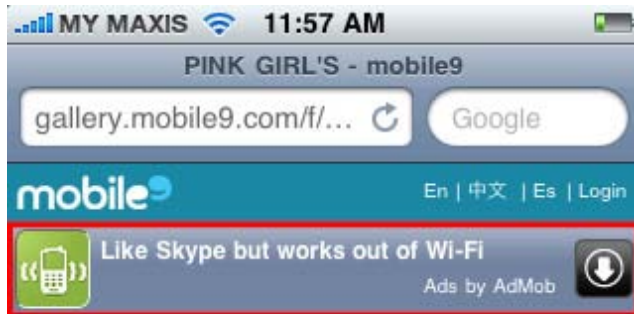 MY MAXIS 11:57 AM
PINK GIRL'S - mobile9
gallery.mobile9.com/f/... Google
mobile9 En | 中文 | Es | Login
Like Skype but works out of Wi-Fi
Ads by AdMob